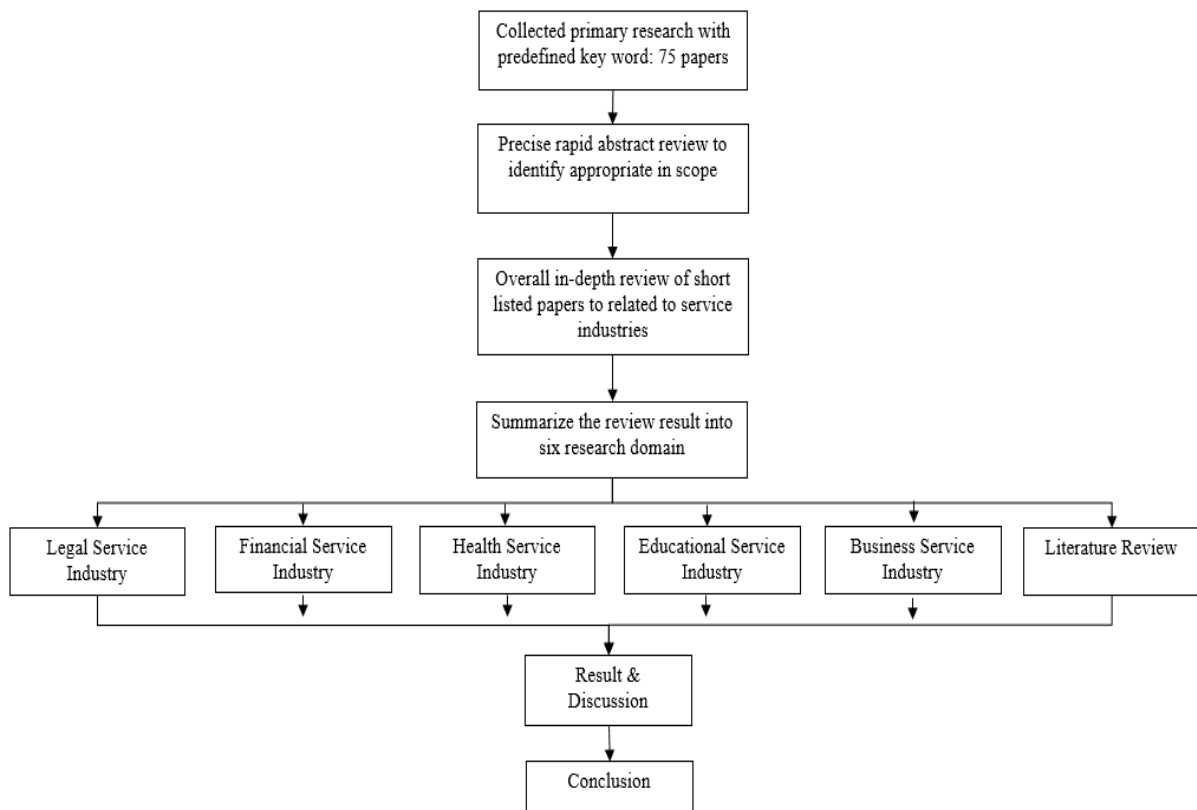 Collected primary research with
predefined key word: 75 papers
Precise rapid abstract review to
identify appropriate in scope
Overall in-depth review of short
listed papers to related to service
industries
Summarize the review result into
six research domain
Legal Service
Industry
Financial Service
Industry
Health Service
Industry
Educational Service
Industry
Business Service
Industry
Literature Review
Result &
Discussion
Conclusion